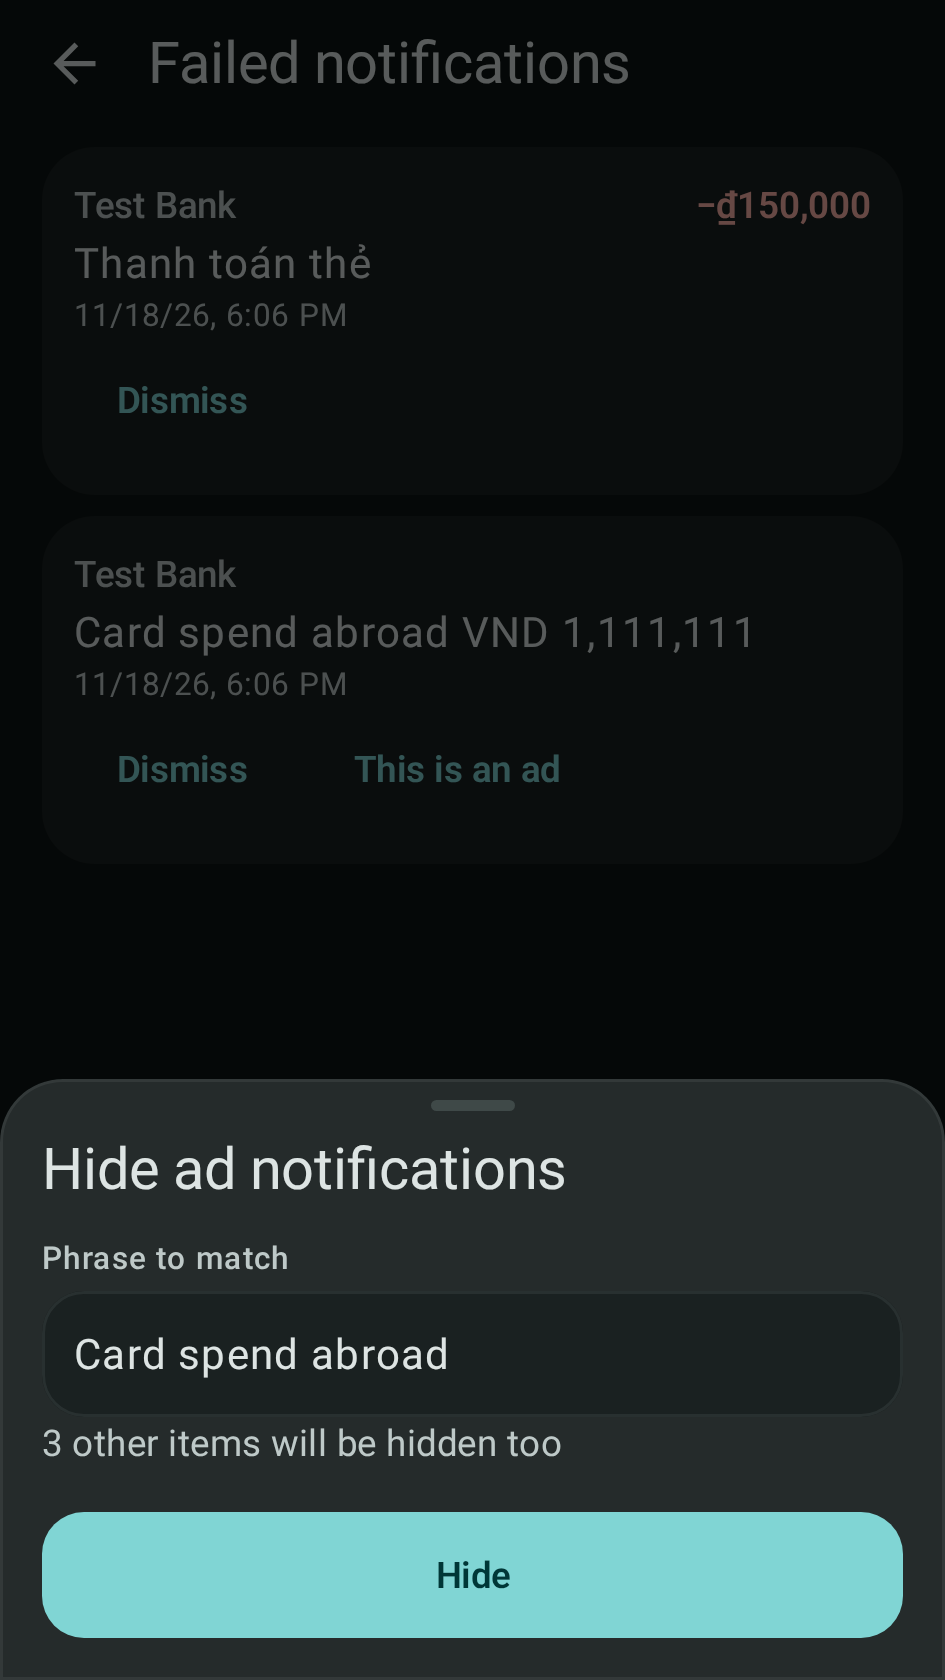 Failed notifications
Test Bank −₫150,000
Thanh toán thẻ
11/18/26, 6:06 PM
Dismiss
Test Bank
Card spend abroad VND 1,111,111
11/18/26, 6:06 PM
Dismiss This is an ad
Hide ad notifications
Phrase to match
Card spend abroad
3 other items will be hidden too
Hide